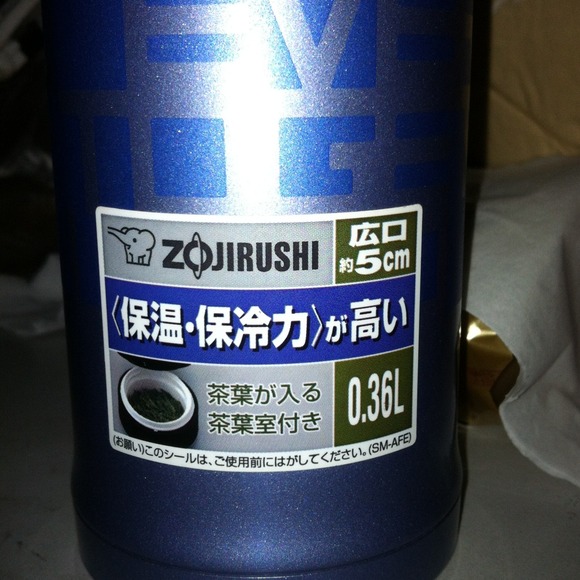 ZOJIRUSHI
広口
約5cm
〈保温・保冷力〉が高い
茶葉が入る
茶葉室付き
0.36L
(お願い)このシールは、ご使用前にはがしてください。(SM-AFE)